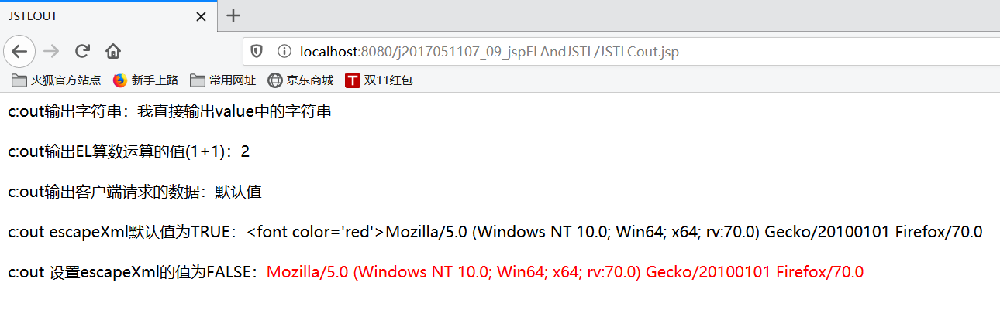 JSTLOUT
localhost:8080/j2017051107_09_jspELAndJSTL/JSTLCout.jsp
火狐官方站点 新手上路 常用网址 京东商城 T 双11红包
c:out输出字符串：我直接输出value中的字符串
c:out输出EL算数运算的值(1+1)：2
c:out输出客户端请求的数据：默认值
c:out escapeXml默认值为TRUE：<font color='red'>Mozilla/5.0 (Windows NT 10.0; Win64; x64; rv:70.0) Gecko/20100101 Firefox/70.0
c:out 设置escapeXml的值为FALSE：Mozilla/5.0 (Windows NT 10.0; Win64; x64; rv:70.0) Gecko/20100101 Firefox/70.0